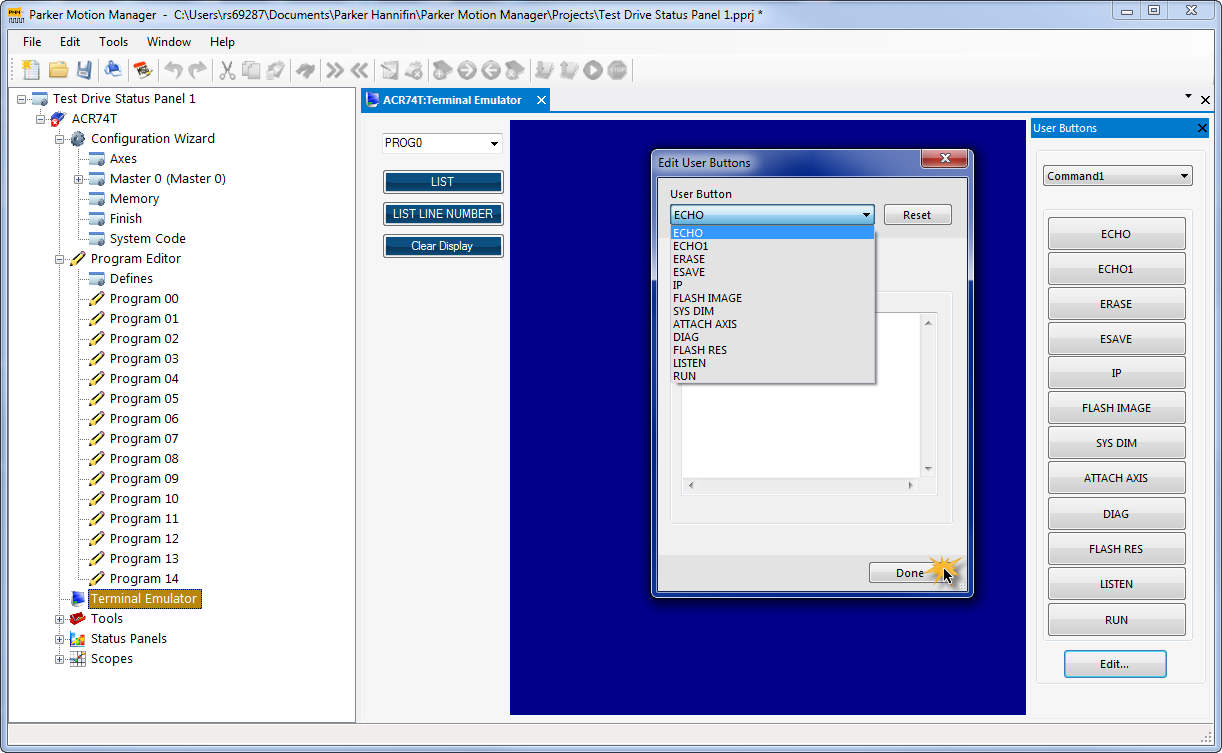 Parker Motion Manager - C:\Users\rs69287\Documents\Parker Hannifin\Parker Motion Manager\Projects\Test Drive Status Panel 1.pprj *
File Edit Tools Window Help
STOP
Test Drive Status Panel 1
ACR74T
Configuration Wizard
Axes
Master 0 (Master 0)
Memory
Finish
System Code
Program Editor
Defines
Program 00
Program 01
Program 02
Program 03
Program 04
Program 05
Program 06
Program 07
Program 08
Program 09
Program 10
Program 11
Program 12
Program 13
Program 14
Terminal Emulator
Tools
Status Panels
Scopes
ACR74T:Terminal Emulator
PROG0
LIST
LIST LINE NUMBER
Clear Display
Edit User Buttons
User Button
ECHO
Reset
ECHO
ECHO1
ERASE
ESAVE
IP
FLASH IMAGE
SYS DIM
ATTACH AXIS
DIAG
FLASH RES
LISTEN
RUN
Done
User Buttons
Command1
ECHO
ECHO1
ERASE
ESAVE
IP
FLASH IMAGE
SYS DIM
ATTACH AXIS
DIAG
FLASH RES
LISTEN
RUN
Edit...